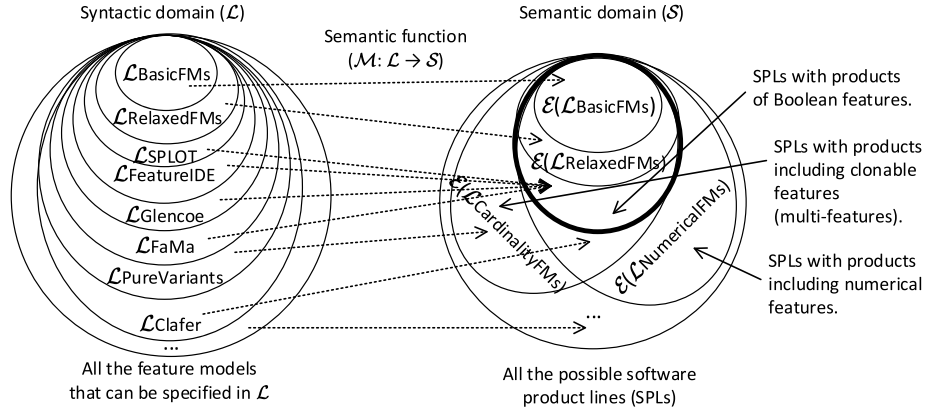 Syntactic domain (ℒ)
Semantic function
(ℳ: ℒ → 𝒮)
Semantic domain (𝒮)
ℒBasicFMs
ℒRelaxedFMs
ℒSPLOT
ℒFeatureIDE
ℒGlencoe
ℒFaMa
ℒPureVariants
ℒClafer
...
All the feature models
that can be specified in ℒ
ℰ(ℒBasicFMs)
ℰ(ℒRelaxedFMs)
ℰ(ℒCardinalityFMs)
ℰ(ℒNumericalFMs)
...
All the possible software
product lines (SPLs)
SPLs with products
of Boolean features.
SPLs with products
including clonable
features
(multi-features).
SPLs with products
including numerical
features.